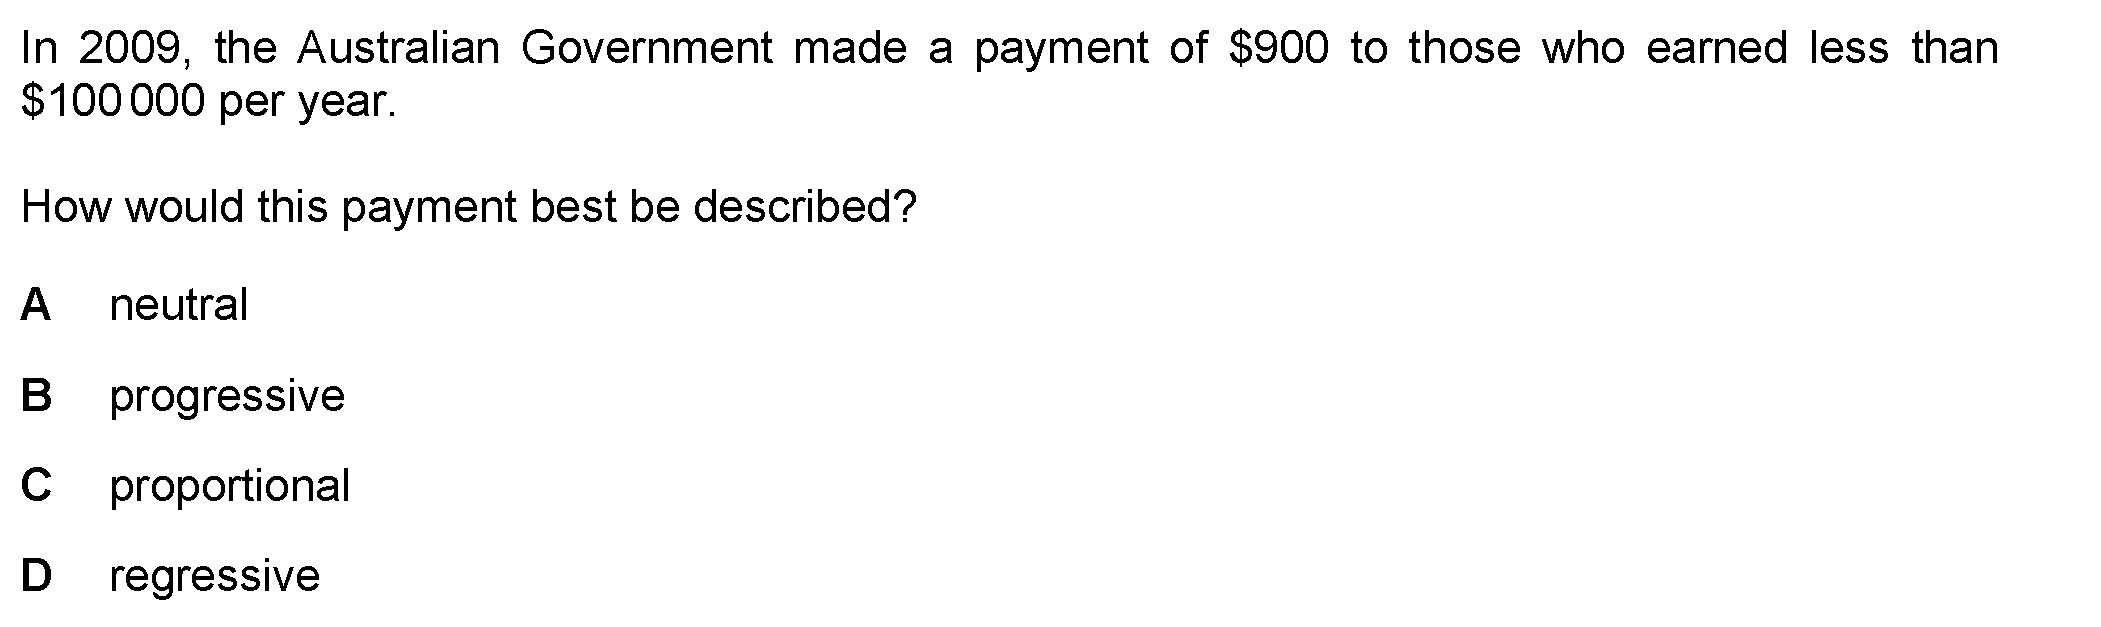 In 2009, the Australian Government made a payment of $900 to those who earned less than
$100 000 per year.
How would this payment best be described?
A neutral
B progressive
C proportional
D regressive